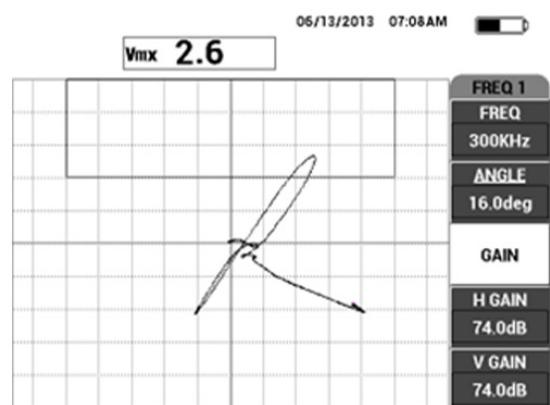 06/13/2013 07:08AM
Vmx 2.6
FREQ 1
FREQ
300KHz
ANGLE
16.0deg
GAIN
H GAIN
74.0dB
V GAIN
74.0dB